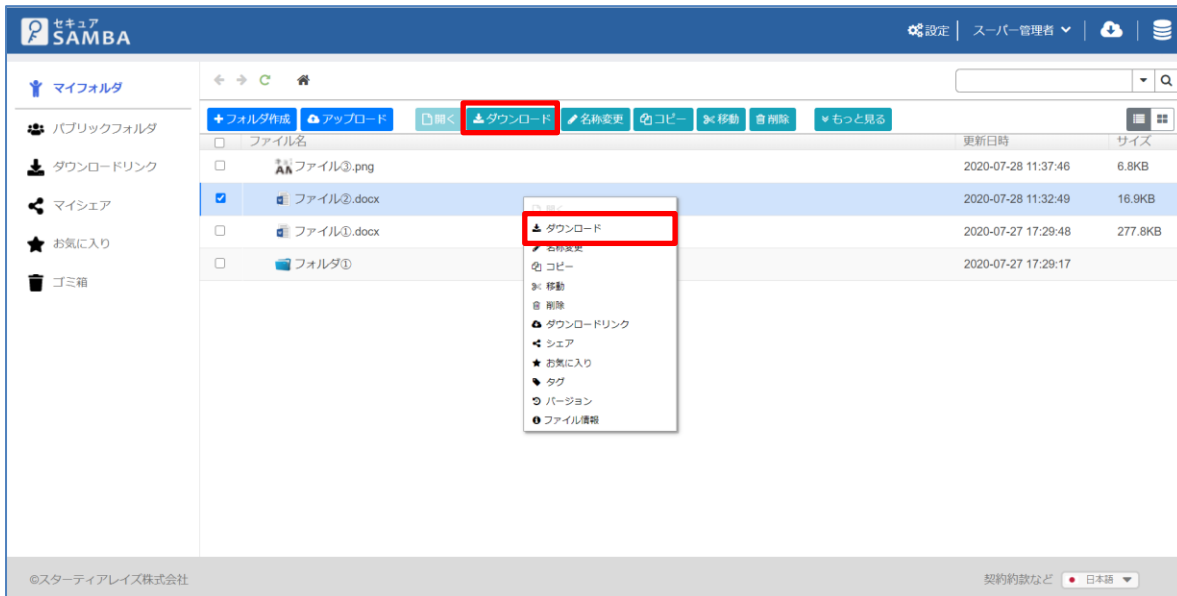 セキュア
SAMBA
設定 スーパー管理者
マイフォルダ
パブリックフォルダ
ダウンロードリンク
マイシェア
お気に入り
ゴミ箱
+フォルダ作成 アップロード 開く ダウンロード 名称変更 コピー 移動 削除 もっと見る
ファイル名 更新日時 サイズ
ファイル③.png 2020-07-28 11:37:46 6.8KB
ファイル②.docx 2020-07-28 11:32:49 16.9KB
ファイル①.docx 2020-07-27 17:29:48 277.8KB
フォルダ① 2020-07-27 17:29:17
開く
ダウンロード
名称変更
コピー
移動
削除
ダウンロードリンク
シェア
お気に入り
タグ
バージョン
ファイル情報
©スターティアレイズ株式会社 契約約款など 日本語